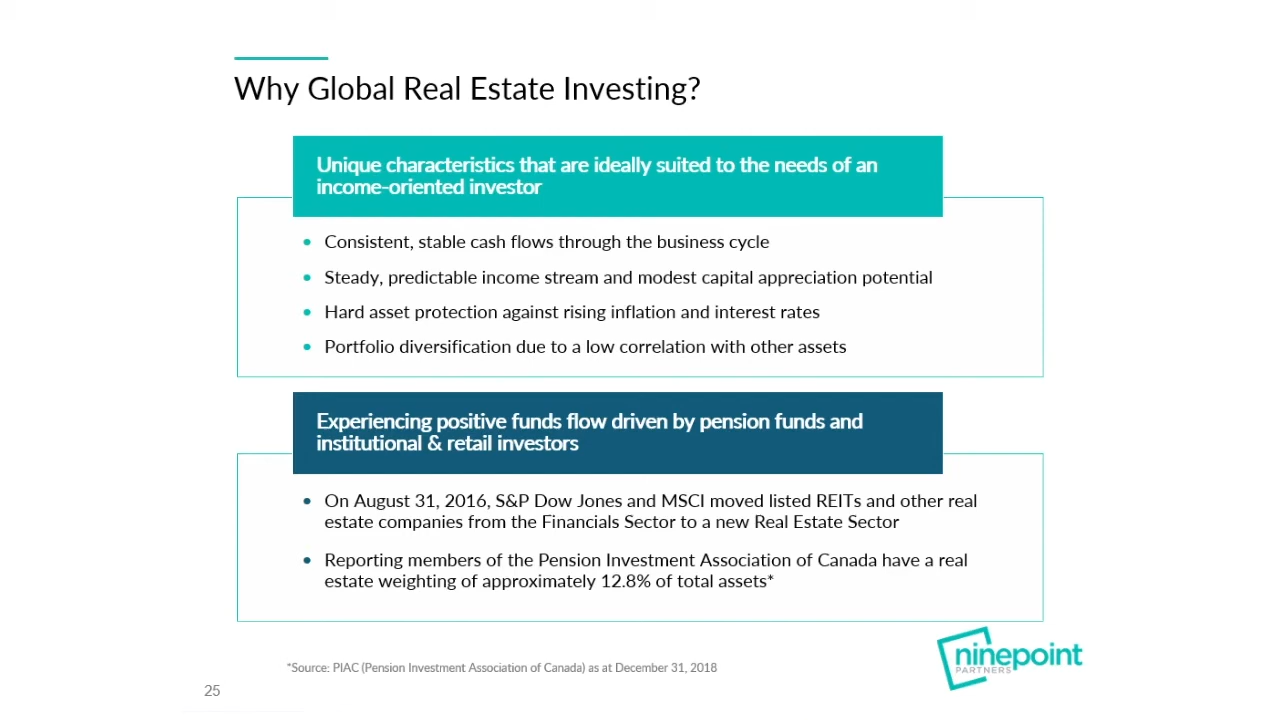 Why Global Real Estate Investing?
Unique characteristics that are ideally suited to the needs of an
income-oriented investor
• Consistent, stable cash flows through the business cycle
• Steady, predictable income stream and modest capital appreciation potential
• Hard asset protection against rising inflation and interest rates
• Portfolio diversification due to a low correlation with other assets
Experiencing positive funds flow driven by pension funds and
institutional & retail investors
• On August 31, 2016, S&P Dow Jones and MSCI moved listed REITs and other real
estate companies from the Financials Sector to a new Real Estate Sector
• Reporting members of the Pension Investment Association of Canada have a real
estate weighting of approximately 12.8% of total assets*
*Source: PIAC (Pension Investment Association of Canada) as at December 31, 2018
ninepoint
PARTNERS
25